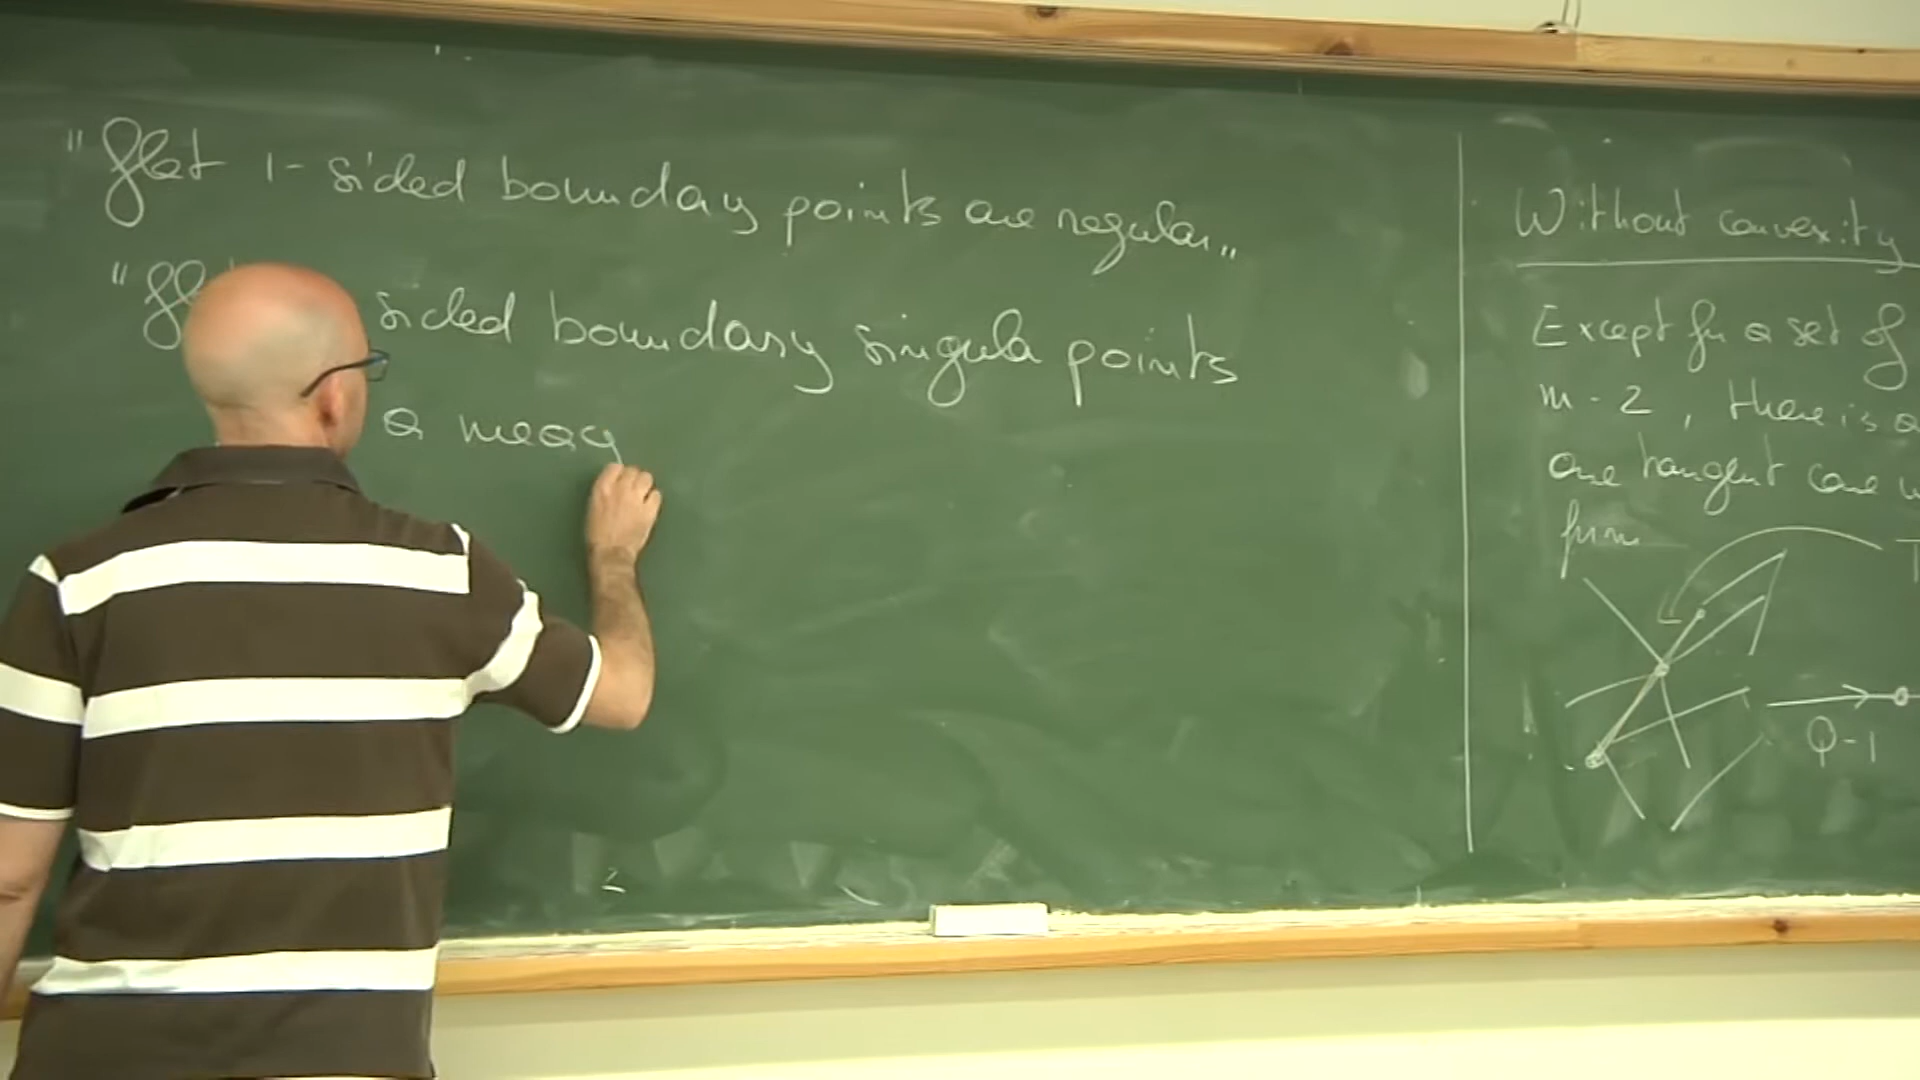 "flat 1-sided boundary points are regular"
"fl sided boundary singular points
a meag
Without convexity
Except for a set of
m-2, there is a
one tangent cone
form
Q-1